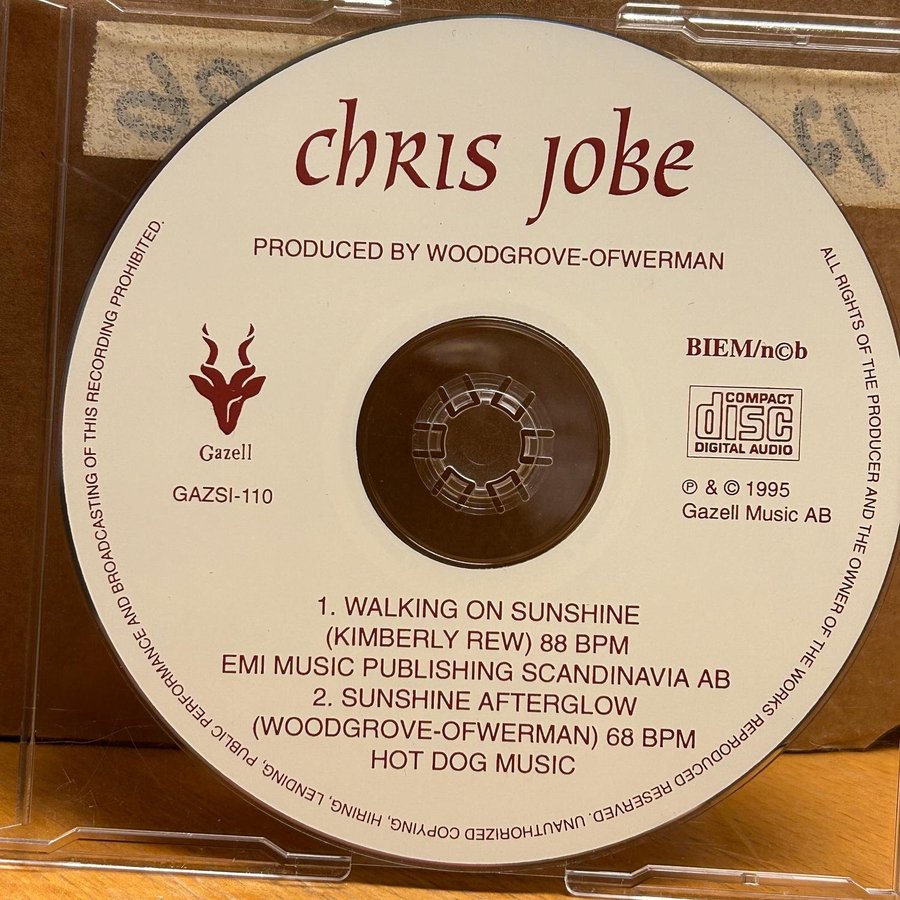 chris jobe
PRODUCED BY WOODGROVE-OFWERMAN
Gazell
GAZSI-110
BIEM/n©b
COMPACT
disc
DIGITAL AUDIO
℗ & © 1995
Gazell Music AB
1. WALKING ON SUNSHINE
(KIMBERLY REW) 88 BPM
EMI MUSIC PUBLISHING SCANDINAVIA AB
2. SUNSHINE AFTERGLOW
(WOODGROVE-OFWERMAN) 68 BPM
HOT DOG MUSIC
ALL RIGHTS OF THE PRODUCER AND THE OWNER OF THE WORKS REPRODUCED RESERVED. UNAUTHORIZED COPYING, HIRING, LENDING, PUBLIC PERFORMANCE AND BROADCASTING OF THIS RECORDING PROHIBITED.